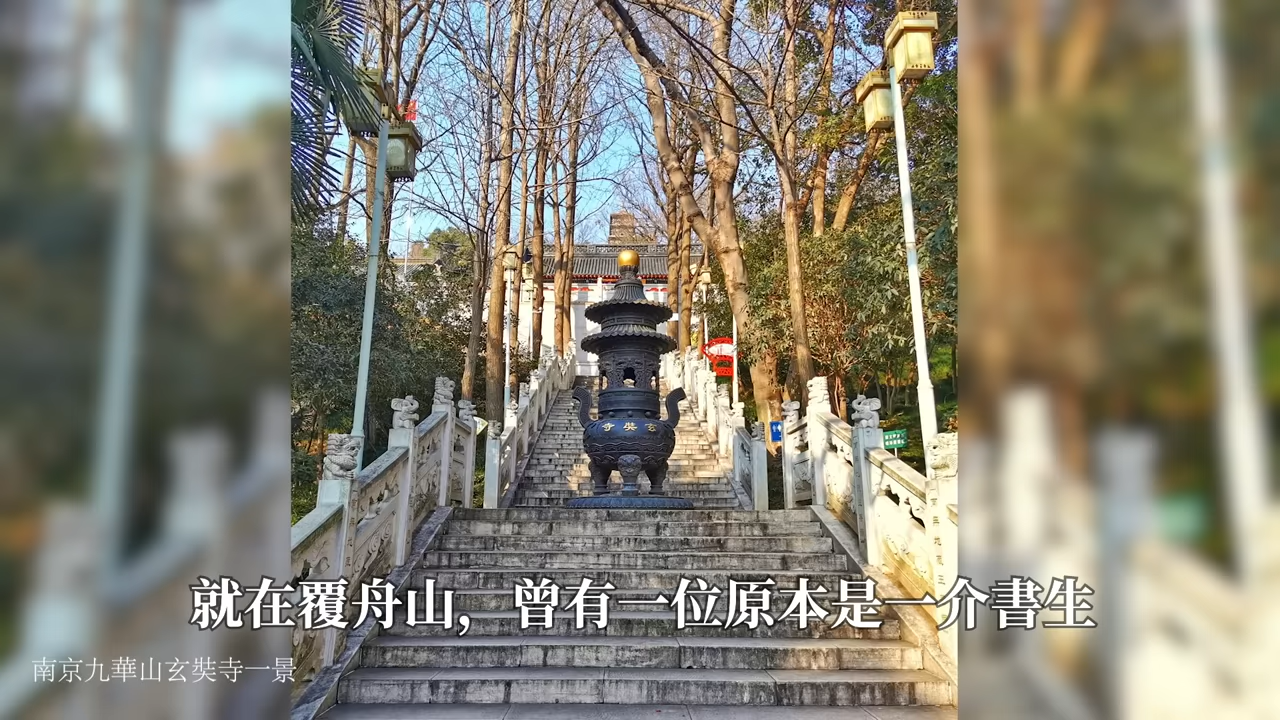 寺奘玄
就在覆舟山，曾有一位原本是一介書生
南京九華山玄奘寺一景